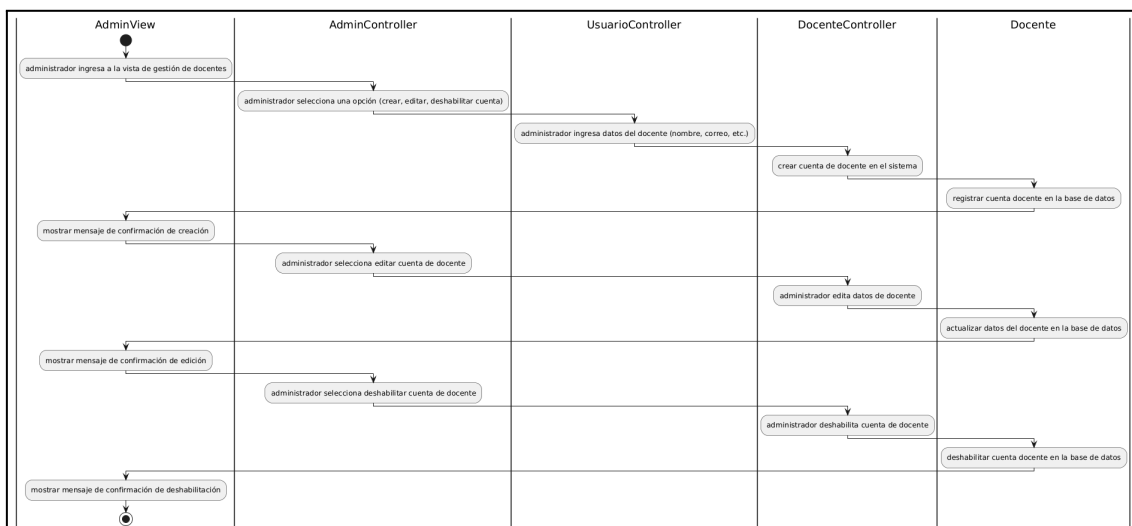 AdminView
AdminController
UsuarioController
DocenteController
Docente
administrador ingresa a la vista de gestión de docentes
administrador selecciona una opción (crear, editar, deshabilitar cuenta)
administrador ingresa datos del docente (nombre, correo, etc.)
crear cuenta de docente en el sistema
registrar cuenta docente en la base de datos
mostrar mensaje de confirmación de creación
administrador selecciona editar cuenta de docente
administrador edita datos de docente
actualizar datos del docente en la base de datos
mostrar mensaje de confirmación de edición
administrador selecciona deshabilitar cuenta de docente
administrador deshabilita cuenta de docente
deshabilitar cuenta docente en la base de datos
mostrar mensaje de confirmación de deshabilitación